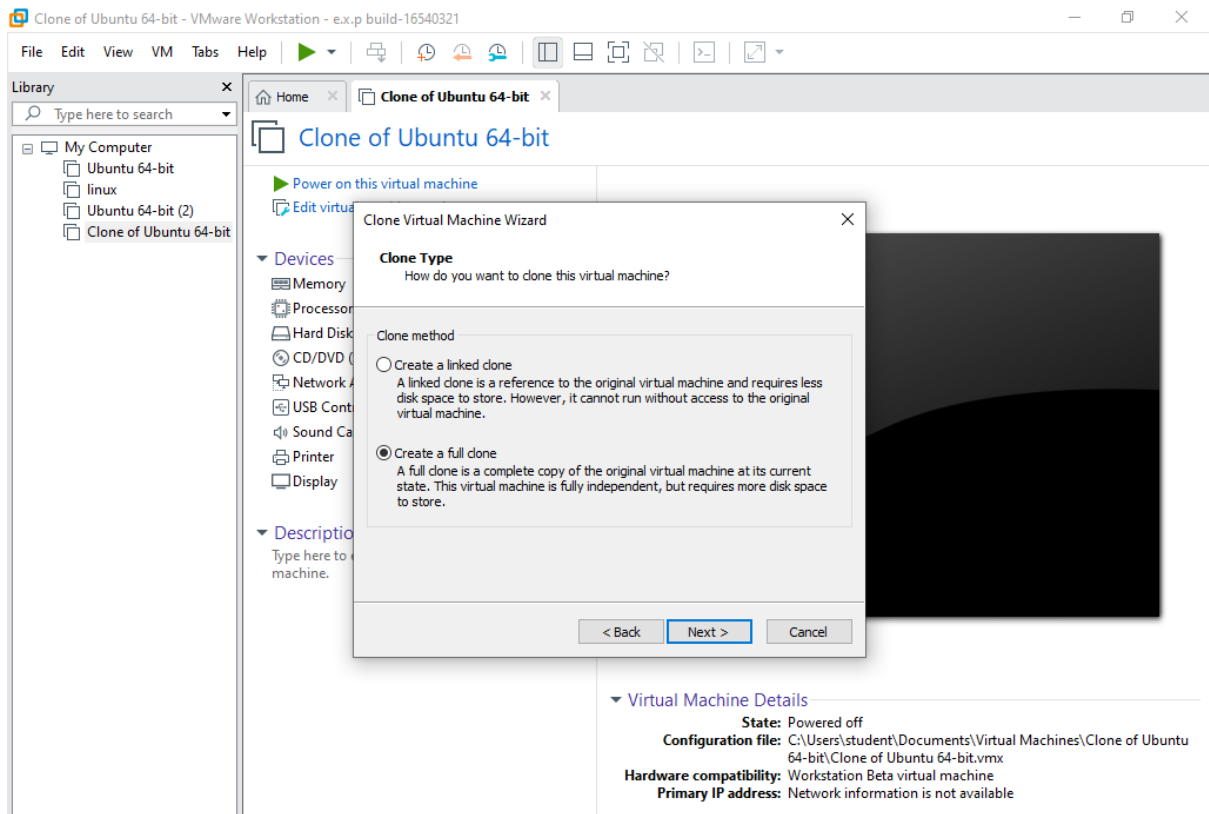 Clone of Ubuntu 64-bit - VMware Workstation - e.x.p build-16540321
File Edit View VM Tabs Help
Library
Type here to search
My Computer
Ubuntu 64-bit
linux
Ubuntu 64-bit (2)
Clone of Ubuntu 64-bit
Home
Clone of Ubuntu 64-bit
Clone of Ubuntu 64-bit
Power on this virtual machine
Edit virtua
Devices
Memory
Processor
Hard Disk
CD/DVD (
Network A
USB Cont
Sound Ca
Printer
Display
Descriptio
Type here to e
machine.
Clone Virtual Machine Wizard
Clone Type
How do you want to clone this virtual machine?
Clone method
Create a linked clone
A linked clone is a reference to the original virtual machine and requires less
disk space to store. However, it cannot run without access to the original
virtual machine.
Create a full clone
A full clone is a complete copy of the original virtual machine at its current
state. This virtual machine is fully independent, but requires more disk space
to store.
< Back
Next >
Cancel
Virtual Machine Details
State: Powered off
Configuration file: C:\Users\student\Documents\Virtual Machines\Clone of Ubuntu
64-bit\Clone of Ubuntu 64-bit.vmx
Hardware compatibility: Workstation Beta virtual machine
Primary IP address: Network information is not available